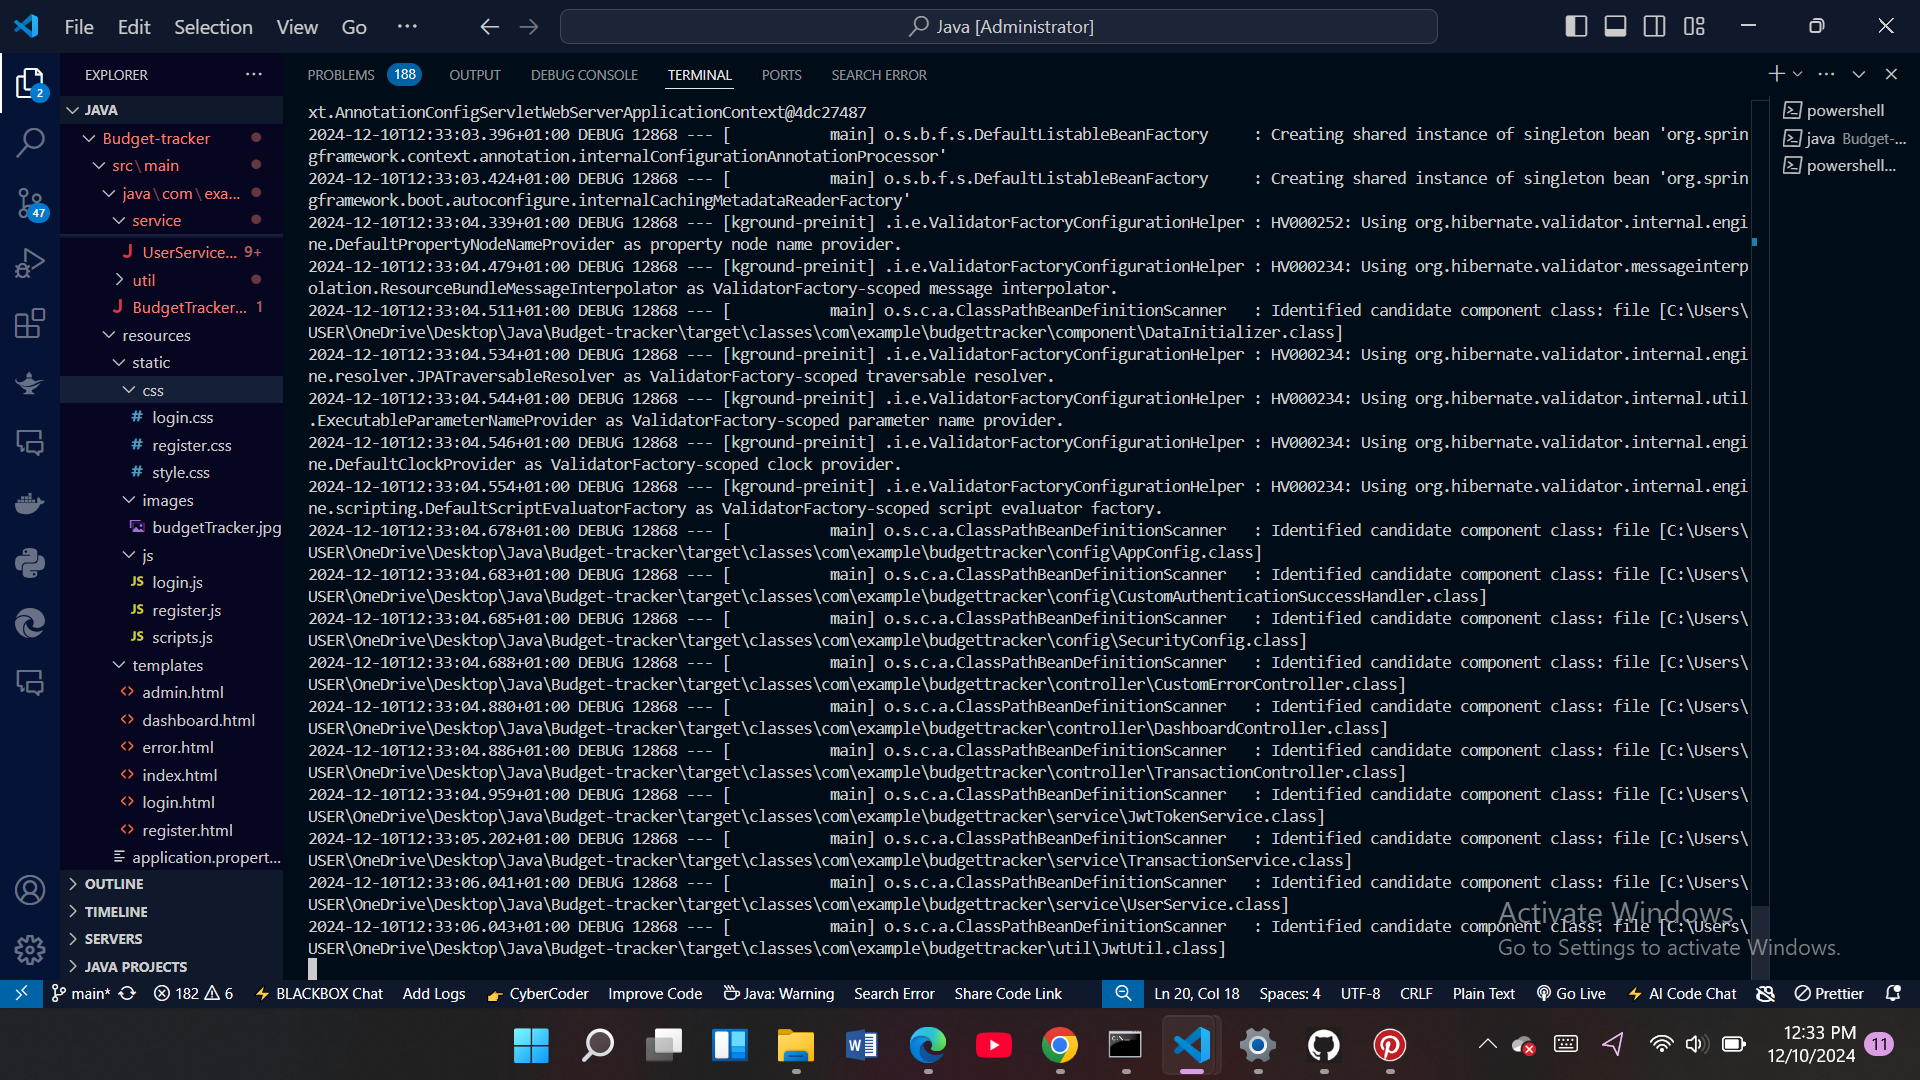 File Edit Selection View Go ··· Java [Administrator]
EXPLORER ···
2
47
JAVA
Budget-tracker
src\main
java\com\exa...
service
UserService... 9+
util
BudgetTracker... 1
resources
static
css
# login.css
# register.css
# style.css
images
budgetTracker.jpg
js
JS login.js
JS register.js
JS scripts.js
templates
<> admin.html
<> dashboard.html
<> error.html
<> index.html
<> login.html
<> register.html
application.propert...
OUTLINE
TIMELINE
SERVERS
JAVA PROJECTS
PROBLEMS 188 OUTPUT DEBUG CONSOLE TERMINAL PORTS SEARCH ERROR
xt.AnnotationConfigServletWebServerApplicationContext@4dc27487
2024-12-10T12:33:03.396+01:00 DEBUG 12868 --- [           main] o.s.b.f.s.DefaultListableBeanFactory     : Creating shared instance of singleton bean 'org.sprin
gframework.context.annotation.internalConfigurationAnnotationProcessor'
2024-12-10T12:33:03.424+01:00 DEBUG 12868 --- [           main] o.s.b.f.s.DefaultListableBeanFactory     : Creating shared instance of singleton bean 'org.sprin
gframework.boot.autoconfigure.internalCachingMetadataReaderFactory'
2024-12-10T12:33:04.339+01:00 DEBUG 12868 --- [kground-preinit] .i.e.ValidatorFactoryConfigurationHelper : HV000252: Using org.hibernate.validator.internal.engi
ne.DefaultPropertyNodeNameProvider as property node name provider.
2024-12-10T12:33:04.479+01:00 DEBUG 12868 --- [kground-preinit] .i.e.ValidatorFactoryConfigurationHelper : HV000234: Using org.hibernate.validator.messageinterp
olation.ResourceBundleMessageInterpolator as ValidatorFactory-scoped message interpolator.
2024-12-10T12:33:04.511+01:00 DEBUG 12868 --- [           main] o.s.c.a.ClassPathBeanDefinitionScanner   : Identified candidate component class: file [C:\Users\
USER\OneDrive\Desktop\Java\Budget-tracker\target\classes\com\example\budgettracker\component\DataInitializer.class]
2024-12-10T12:33:04.534+01:00 DEBUG 12868 --- [kground-preinit] .i.e.ValidatorFactoryConfigurationHelper : HV000234: Using org.hibernate.validator.internal.engi
ne.resolver.JPATraversableResolver as ValidatorFactory-scoped traversable resolver.
2024-12-10T12:33:04.544+01:00 DEBUG 12868 --- [kground-preinit] .i.e.ValidatorFactoryConfigurationHelper : HV000234: Using org.hibernate.validator.internal.util
.ExecutableParameterNameProvider as ValidatorFactory-scoped parameter name provider.
2024-12-10T12:33:04.546+01:00 DEBUG 12868 --- [kground-preinit] .i.e.ValidatorFactoryConfigurationHelper : HV000234: Using org.hibernate.validator.internal.engi
ne.DefaultClockProvider as ValidatorFactory-scoped clock provider.
2024-12-10T12:33:04.554+01:00 DEBUG 12868 --- [kground-preinit] .i.e.ValidatorFactoryConfigurationHelper : HV000234: Using org.hibernate.validator.internal.engi
ne.scripting.DefaultScriptEvaluatorFactory as ValidatorFactory-scoped script evaluator factory.
2024-12-10T12:33:04.678+01:00 DEBUG 12868 --- [           main] o.s.c.a.ClassPathBeanDefinitionScanner   : Identified candidate component class: file [C:\Users\
USER\OneDrive\Desktop\Java\Budget-tracker\target\classes\com\example\budgettracker\config\AppConfig.class]
2024-12-10T12:33:04.683+01:00 DEBUG 12868 --- [           main] o.s.c.a.ClassPathBeanDefinitionScanner   : Identified candidate component class: file [C:\Users\
USER\OneDrive\Desktop\Java\Budget-tracker\target\classes\com\example\budgettracker\config\CustomAuthenticationSuccessHandler.class]
2024-12-10T12:33:04.685+01:00 DEBUG 12868 --- [           main] o.s.c.a.ClassPathBeanDefinitionScanner   : Identified candidate component class: file [C:\Users\
USER\OneDrive\Desktop\Java\Budget-tracker\target\classes\com\example\budgettracker\config\SecurityConfig.class]
2024-12-10T12:33:04.688+01:00 DEBUG 12868 --- [           main] o.s.c.a.ClassPathBeanDefinitionScanner   : Identified candidate component class: file [C:\Users\
USER\OneDrive\Desktop\Java\Budget-tracker\target\classes\com\example\budgettracker\controller\CustomErrorController.class]
2024-12-10T12:33:04.880+01:00 DEBUG 12868 --- [           main] o.s.c.a.ClassPathBeanDefinitionScanner   : Identified candidate component class: file [C:\Users\
USER\OneDrive\Desktop\Java\Budget-tracker\target\classes\com\example\budgettracker\controller\DashboardController.class]
2024-12-10T12:33:04.886+01:00 DEBUG 12868 --- [           main] o.s.c.a.ClassPathBeanDefinitionScanner   : Identified candidate component class: file [C:\Users\
USER\OneDrive\Desktop\Java\Budget-tracker\target\classes\com\example\budgettracker\controller\TransactionController.class]
2024-12-10T12:33:04.959+01:00 DEBUG 12868 --- [           main] o.s.c.a.ClassPathBeanDefinitionScanner   : Identified candidate component class: file [C:\Users\
USER\OneDrive\Desktop\Java\Budget-tracker\target\classes\com\example\budgettracker\service\JwtTokenService.class]
2024-12-10T12:33:05.202+01:00 DEBUG 12868 --- [           main] o.s.c.a.ClassPathBeanDefinitionScanner   : Identified candidate component class: file [C:\Users\
USER\OneDrive\Desktop\Java\Budget-tracker\target\classes\com\example\budgettracker\service\TransactionService.class]
2024-12-10T12:33:06.041+01:00 DEBUG 12868 --- [           main] o.s.c.a.ClassPathBeanDefinitionScanner   : Identified candidate component class: file [C:\Users\
USER\OneDrive\Desktop\Java\Budget-tracker\target\classes\com\example\budgettracker\service\UserService.class]
2024-12-10T12:33:06.043+01:00 DEBUG 12868 --- [           main] o.s.c.a.ClassPathBeanDefinitionScanner   : Identified candidate component class: file [C:\Users\
USER\OneDrive\Desktop\Java\Budget-tracker\target\classes\com\example\budgettracker\util\JwtUtil.class]
powershell
java Budget-...
powershell...
Activate Windows
Go to Settings to activate Windows.
main* 182 6 BLACKBOX Chat Add Logs CyberCoder Improve Code Java: Warning Search Error Share Code Link Ln 20, Col 18 Spaces: 4 UTF-8 CRLF Plain Text Go Live AI Code Chat Prettier
12:33 PM
12/10/2024 11